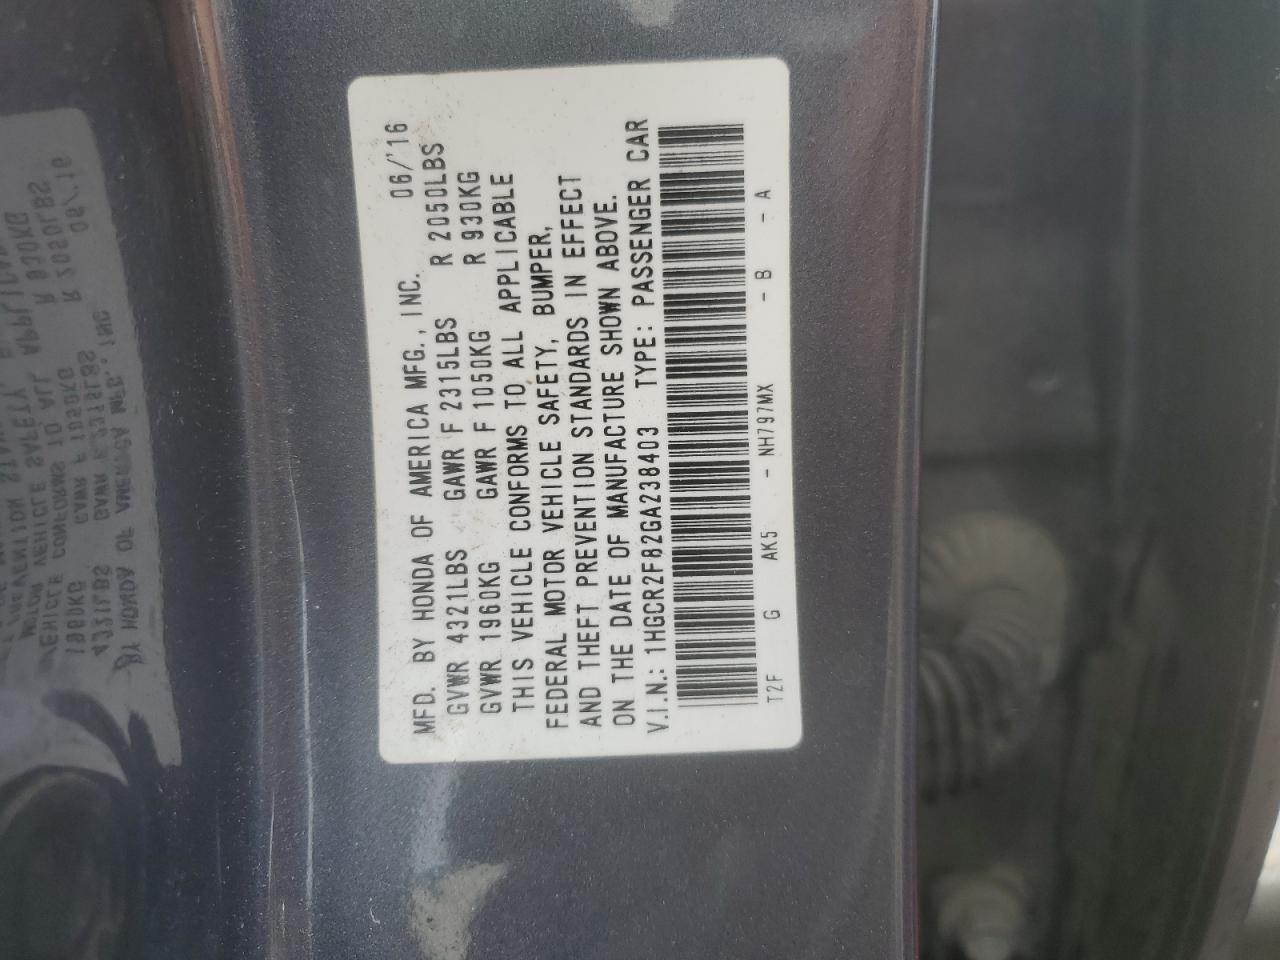 MFD. BY HONDA OF AMERICA MFG., INC. 06/'16
GVWR 4321LBS GAWR F 2315LBS R 2050LBS
GVWR 1960KG GAWR F 1050KG R 930KG
THIS VEHICLE CONFORMS TO ALL APPLICABLE
FEDERAL MOTOR VEHICLE SAFETY, BUMPER,
AND THEFT PREVENTION STANDARDS IN EFFECT
ON THE DATE OF MANUFACTURE SHOWN ABOVE.
V.I.N.: 1HGCR2F82GA238403 TYPE: PASSENGER CAR
T2F G AK5 - NH797MX - B - A